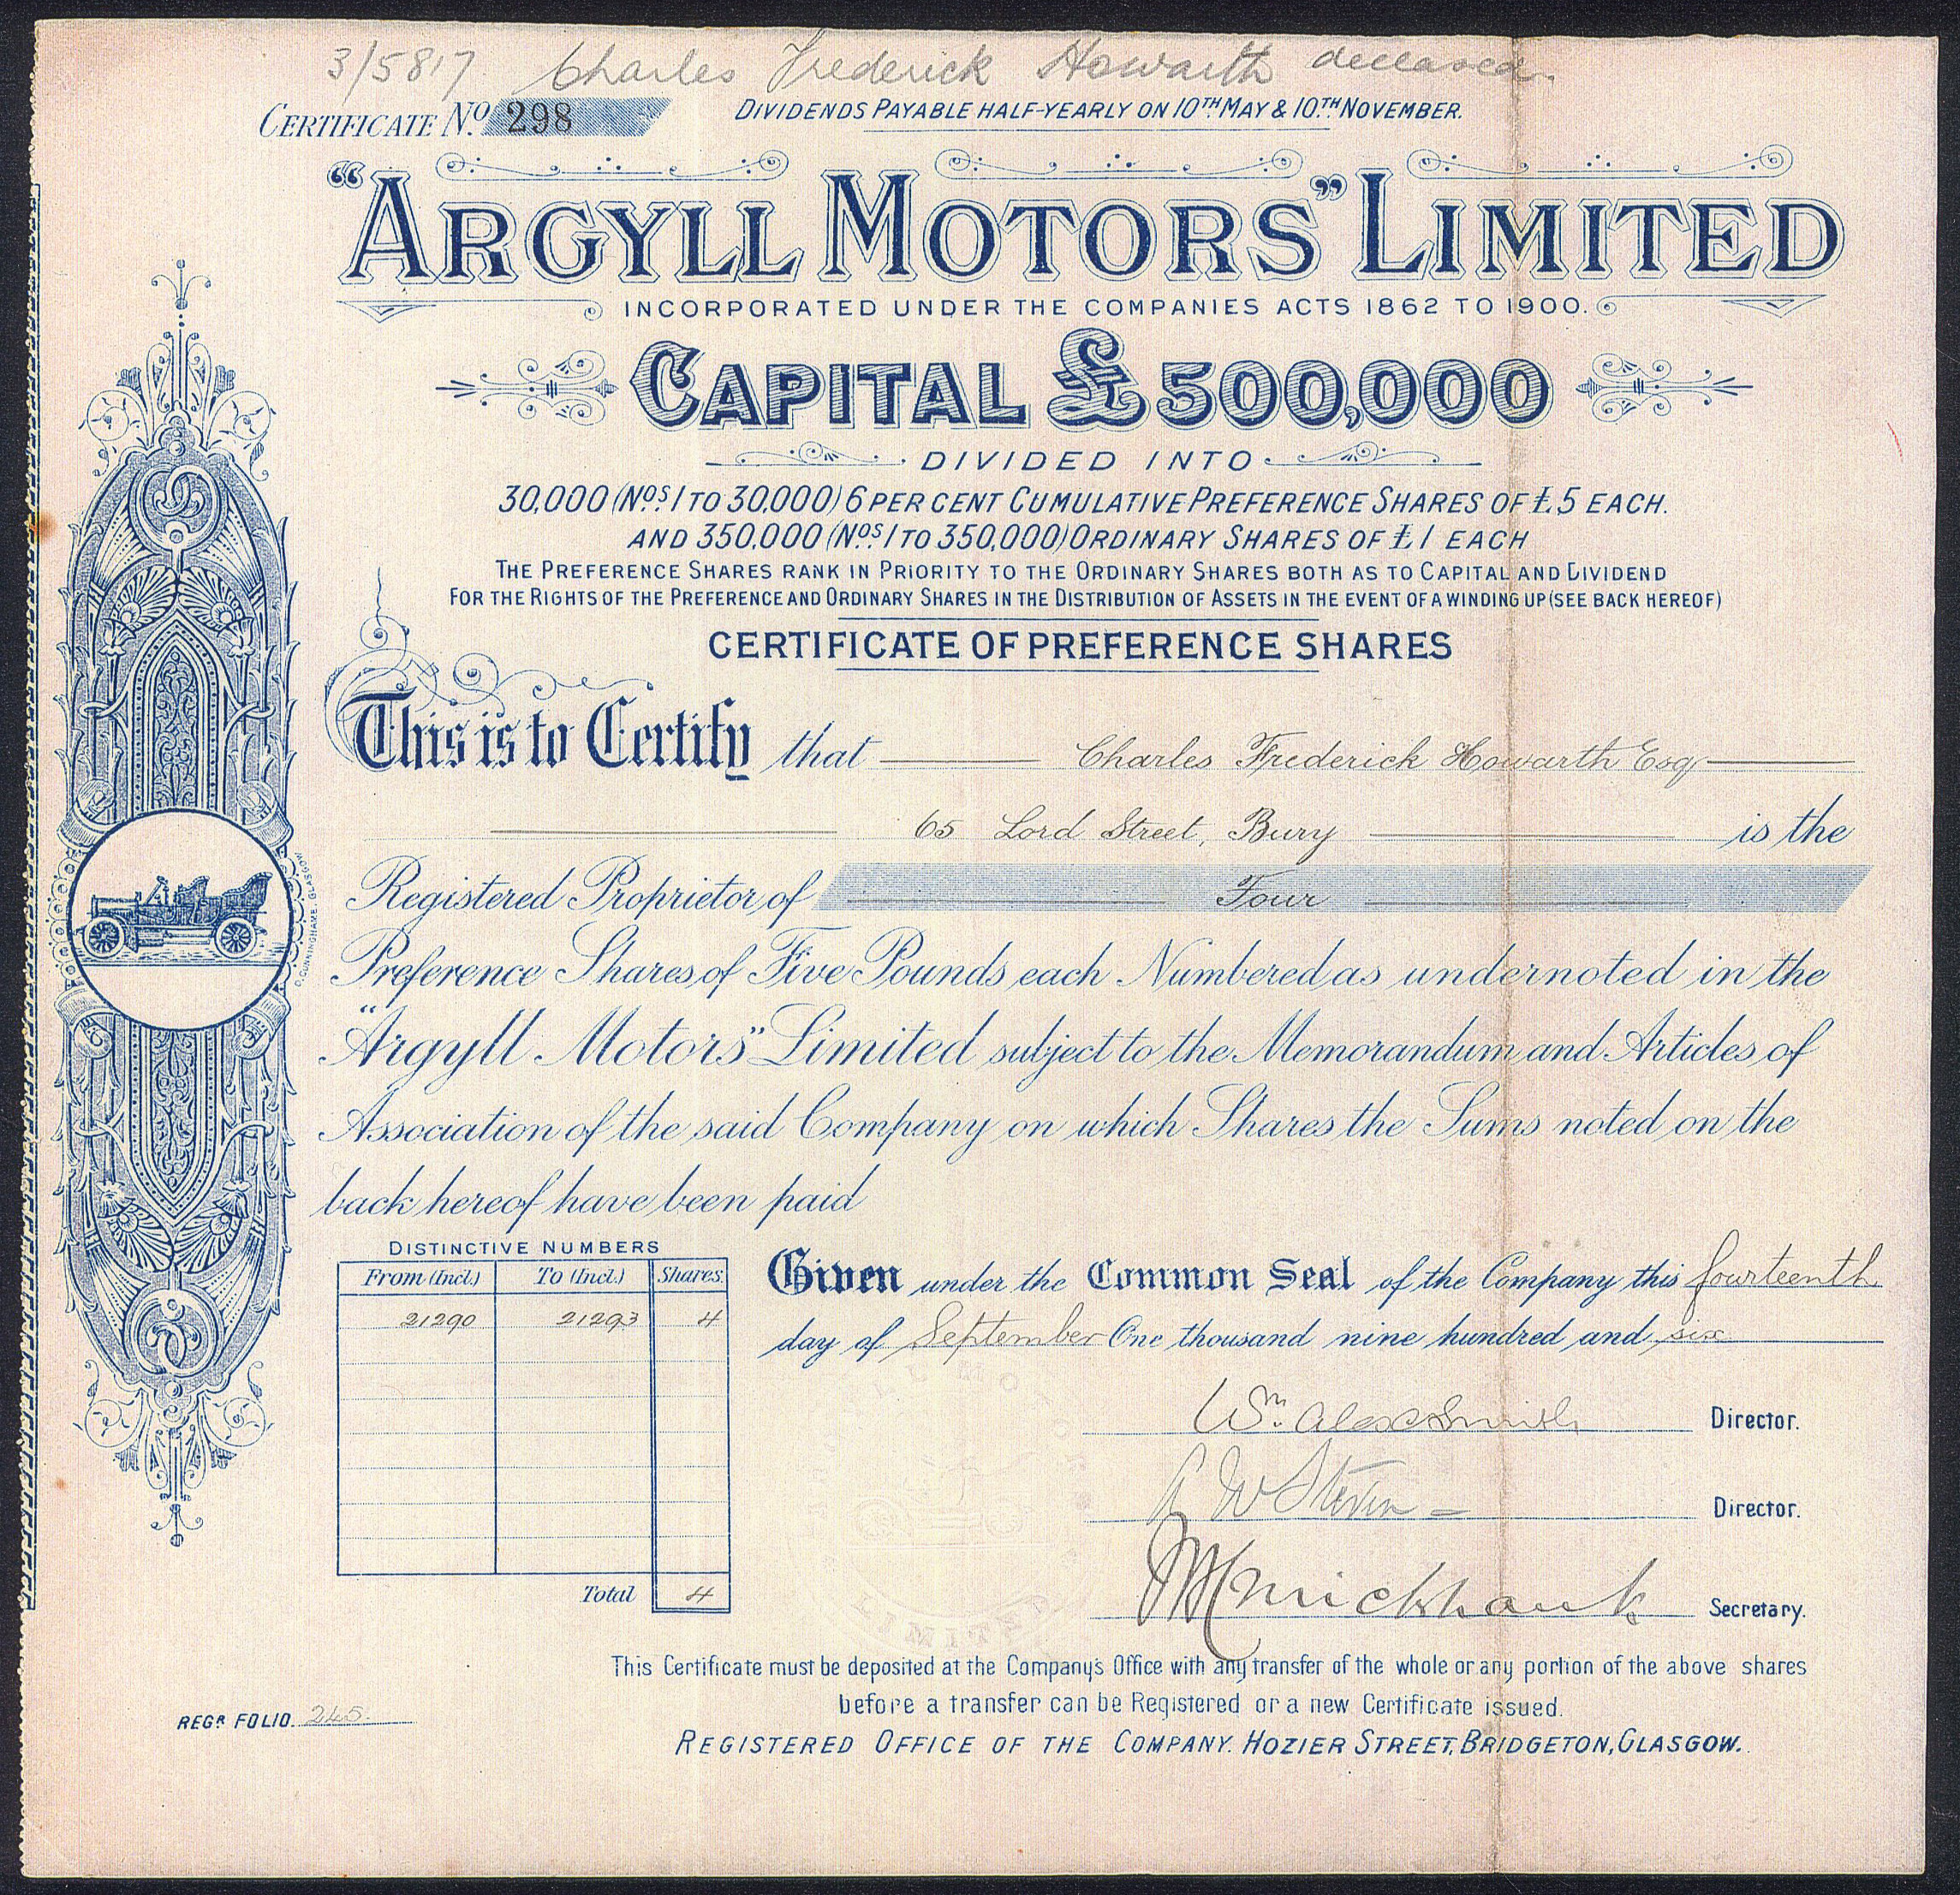 3/5817 Charles Frederick Howarth deceased.
CERTIFICATE No. 298
DIVIDENDS PAYABLE HALF-YEARLY ON 10TH MAY & 10TH NOVEMBER.
"ARGYLL MOTORS" LIMITED
INCORPORATED UNDER THE COMPANIES ACTS 1862 TO 1900.
CAPITAL £500,000
DIVIDED INTO
30,000 (Nos. 1 TO 30,000) 6 PER CENT CUMULATIVE PREFERENCE SHARES OF £5 EACH.
AND 350,000 (Nos. 1 TO 350,000) ORDINARY SHARES OF £1 EACH
THE PREFERENCE SHARES RANK IN PRIORITY TO THE ORDINARY SHARES BOTH AS TO CAPITAL AND DIVIDEND
FOR THE RIGHTS OF THE PREFERENCE AND ORDINARY SHARES IN THE DISTRIBUTION OF ASSETS IN THE EVENT OF A WINDING UP (SEE BACK HEREOF)
CERTIFICATE OF PREFERENCE SHARES
This is to Certify that Charles Frederick Howarth Esq
65 Lord Street, Bury is the
Registered Proprietor of Four
Preference Shares of Five Pounds each Numbered as undernoted in the
"Argyll Motors" Limited subject to the Memorandum and Articles of
Association of the said Company on which Shares the Sums noted on the
back hereof have been paid
D. CUNNINGHAME. GLASGOW.
DISTINCTIVE NUMBERS
From (Incl.) To (Incl.) Shares.
21290 21293 4
Total 4
Given under the Common Seal of the Company this fourteenth
day of September One thousand nine hundred and six
Wm. Alex Smith Director.
A W Steven Director.
Secretary.
This Certificate must be deposited at the Company's Office with any transfer of the whole or any portion of the above shares
before a transfer can be Registered or a new Certificate issued.
REGR FOLIO. 245.
REGISTERED OFFICE OF THE COMPANY. HOZIER STREET, BRIDGETON, GLASGOW.